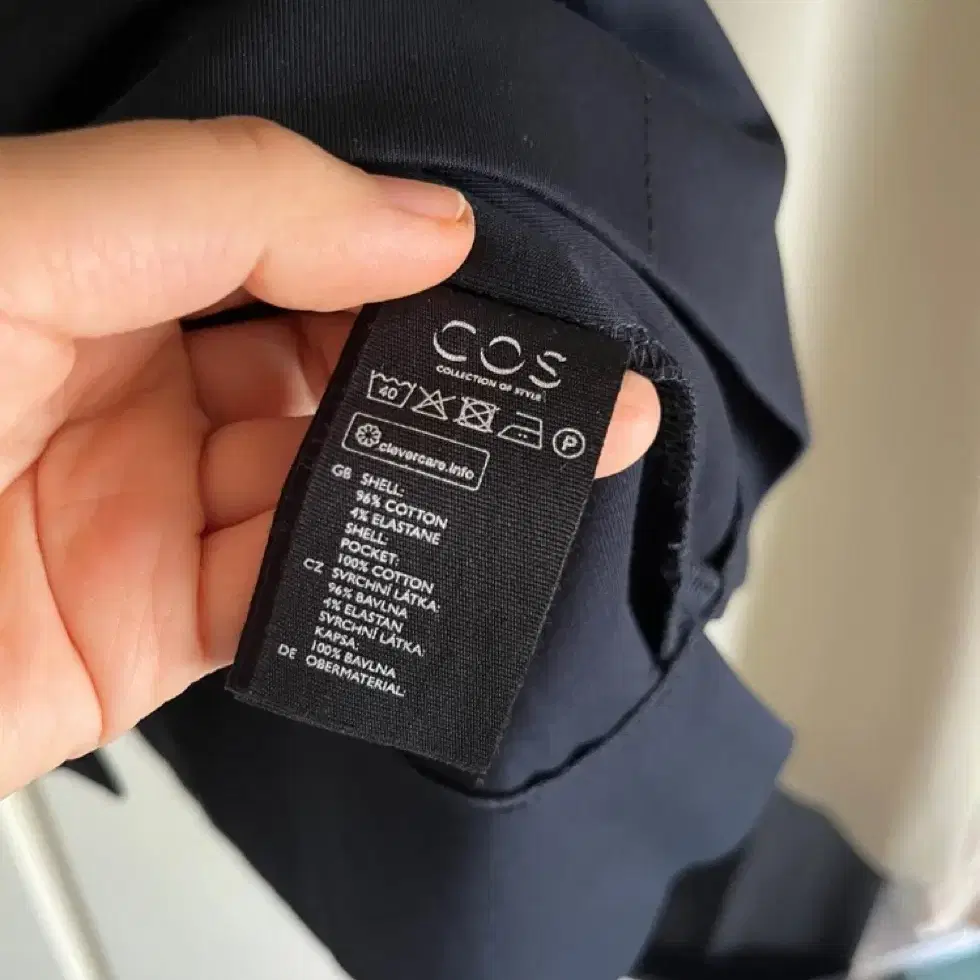 COS
COLLECTION OF STYLE
40
P
clevercare.info
GB SHELL:
96% COTTON
4% ELASTANE
SHELL:
POCKET:
100% COTTON
CZ SVRCHNÍ LÁTKA:
96% BAVLNA
4% ELASTAN
SVRCHNÍ LÁTKA:
KAPSA:
100% BAVLNA
DE OBERMATERIAL: